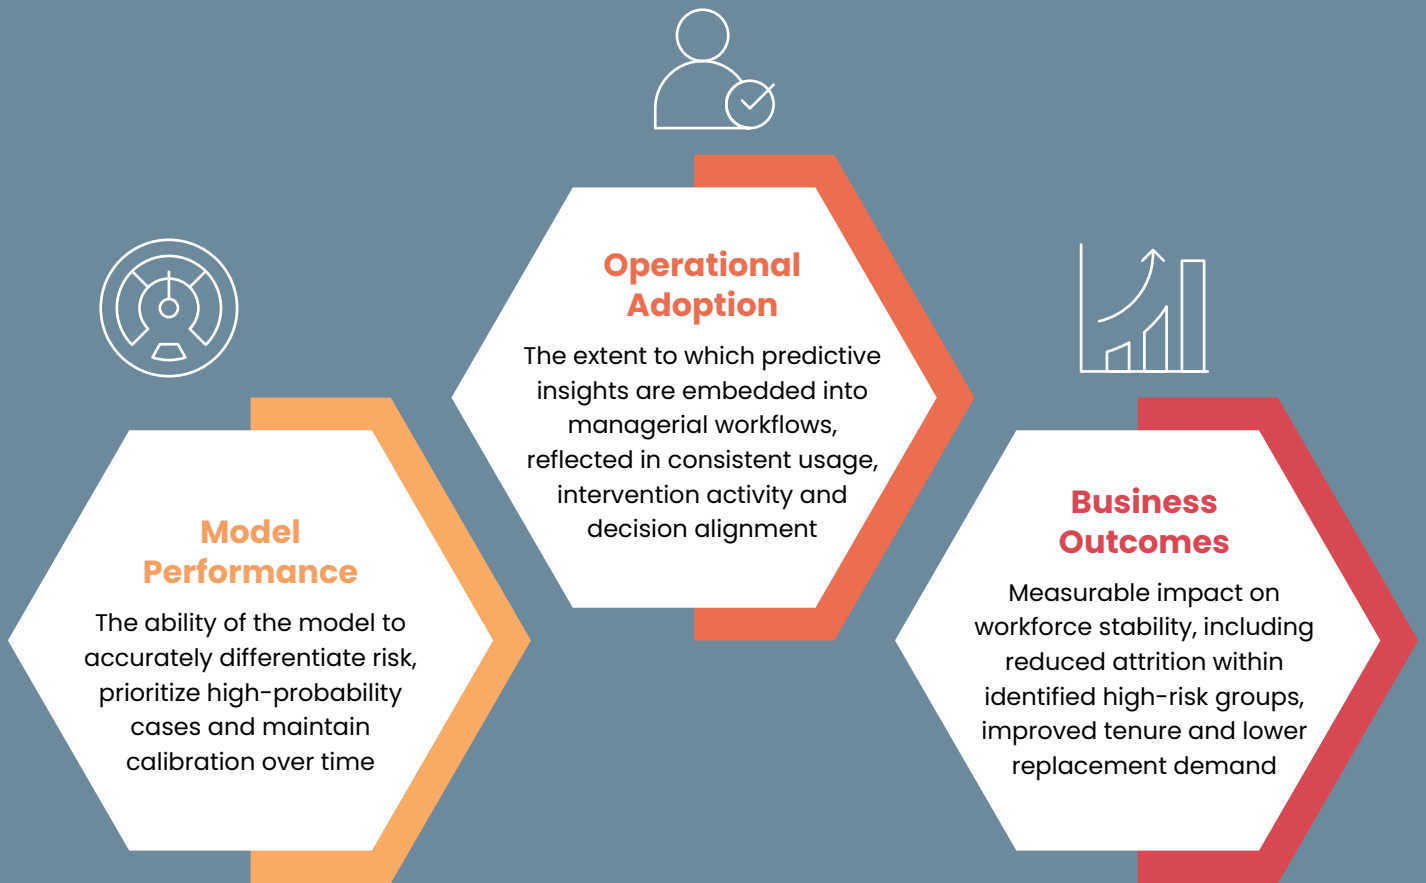 Operational
Adoption
The extent to which predictive
insights are embedded into
managerial workflows,
reflected in consistent usage,
intervention activity and
decision alignment
Model
Performance
The ability of the model to
accurately differentiate risk,
prioritize high-probability
cases and maintain
calibration over time
Business
Outcomes
Measurable impact on
workforce stability, including
reduced attrition within
identified high-risk groups,
improved tenure and lower
replacement demand